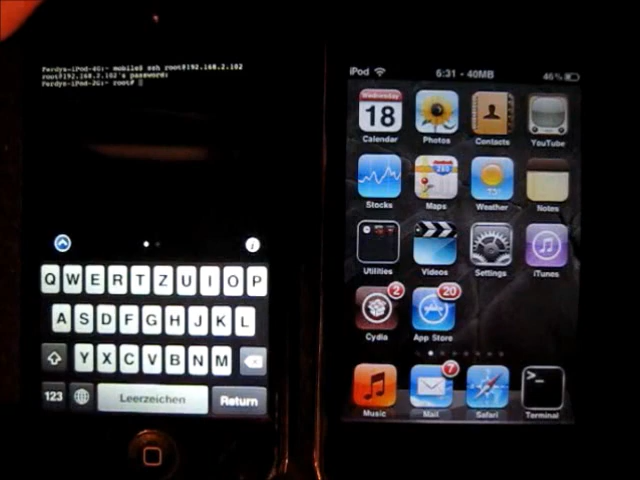 Ferdys-iPod-4G:~ mobile$ ssh root@192.168.2.102
root@192.168.2.102's password:
Ferdys-iPod-2G:~ root#
Q W E R T Z U I O P
A S D F G H J K L
Y X C V B N M
123 Leerzeichen Return
iPod 6:31 - 40MB 46%
Wednesday
18
Calendar Photos Contacts YouTube
280
73°
Stocks Maps Weather Notes
Utilities Videos Settings iTunes
2 20
Cydia App Store
7
>_
Music Mail Safari Terminal